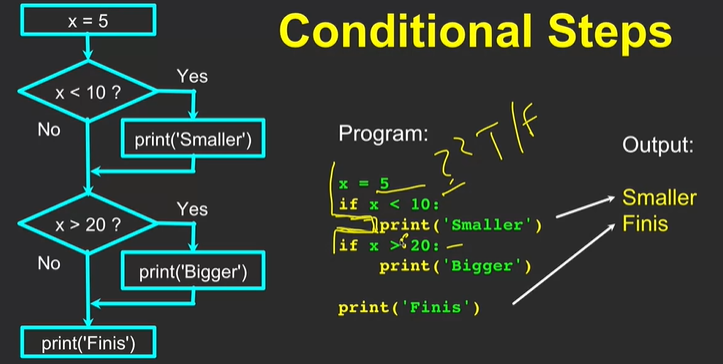 Conditional Steps
x = 5
x < 10 ?
Yes
No
print('Smaller')
x > 20 ?
Yes
No
print('Bigger')
print('Finis')
Program:
?? T/F
x = 5
if x < 10:
print('Smaller')
if x > 20:
print('Bigger')
print('Finis')
Output:
Smaller
Finis